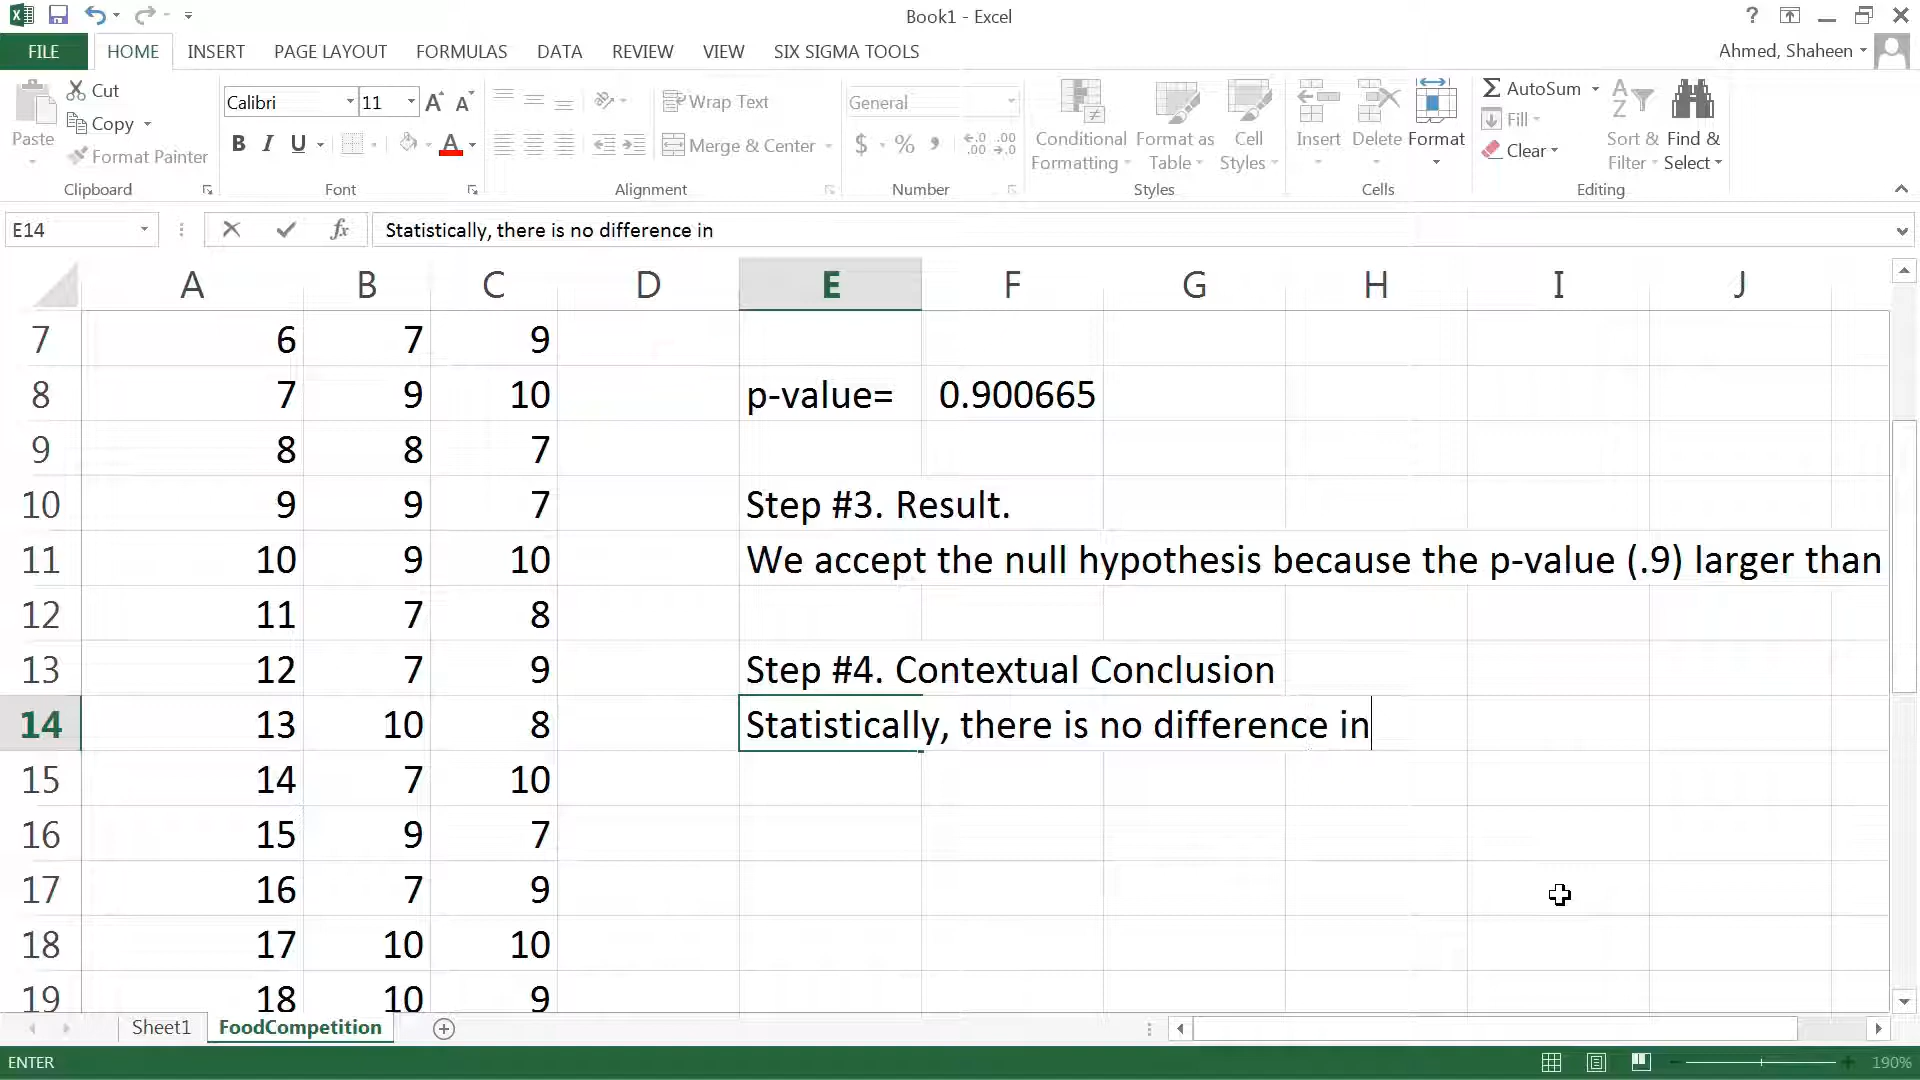 Book1 - Excel
?
FILE HOME INSERT PAGE LAYOUT FORMULAS DATA REVIEW VIEW SIX SIGMA TOOLS
Ahmed, Shaheen
Paste
Cut
Copy
Format Painter
Clipboard
Calibri 11
B I U
Font
Wrap Text
Merge & Center
Alignment
General
$ % ,
Number
Conditional
Formatting
Format as
Table
Cell
Styles
Styles
Insert
Delete
Format
Cells
AutoSum
Fill
Clear
Sort &
Filter
Find &
Select
Editing
E14
fx
Statistically, there is no difference in
A B C D E F G H I J
7 6 7 9
8 7 9 10 p-value= 0.900665
9 8 8 7
10 9 9 7 Step #3. Result.
11 10 9 10 We accept the null hypothesis because the p-value (.9) larger than
12 11 7 8
13 12 7 9 Step #4. Contextual Conclusion
14 13 10 8 Statistically, there is no difference in
15 14 7 10
16 15 9 7
17 16 7 9
18 17 10 10
19 18 10 9
Sheet1 FoodCompetition
ENTER
190%